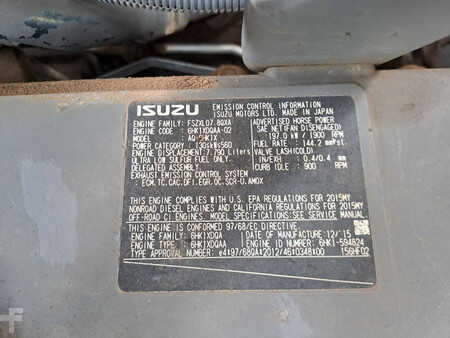 ISUZU EMISSION CONTROL INFORMATION
ISUZU MOTORS LTD. MADE IN JAPAN
ENGINE FAMILY: FSZXL07.8QXA
ENGINE CODE : 6HK1XDQAA-02
MODEL : AQ-6HK1X
POWER CATEGORY : 130≤kW≤560
ENGINE DISPLACEMENT:7.790 Liters
ULTRA LOW SULFUR FUEL ONLY
DELEGATED ASSEMBLY
EXHAUST EMISSION CONTROL SYSTEM
: ECM,TC,CAC,DFI,EGR,OC,SCR-U,AMOX
ADVERTISED HORSE POWER
SAE NET(FAN DISENGAGED)
: 197.0 kW / 1900 RPM
FUEL RATE : 144.2 mm³/st
VALVE LASH(COLD)
: IN/EXH : 0.4/0.4 mm
CURB IDLE : 900 RPM
THIS ENGINE COMPLIES WITH U.S. EPA REGULATIONS FOR 2015MY
NONROAD DIESEL ENGINES AND CALIFORNIA REGULATIONS FOR 2015MY
OFF-ROAD CI ENGINES. MODEL SPECIFICATIONS:SEE SERVICE MANUAL
THIS ENGINE IS CONFORMED TO 97/68/EC DIRECTIVE
ENGINE FAMILY : 6HK1XDQA DATE OF MANUFACTURE:12/'15
ENGINE TYPE : 6HK1XDQAA ENGINE NUMBER : 6HK1-594824
TYPE APPROVAL NUMBER: e4*97/68QA*2012/46*0348*00 156HF02